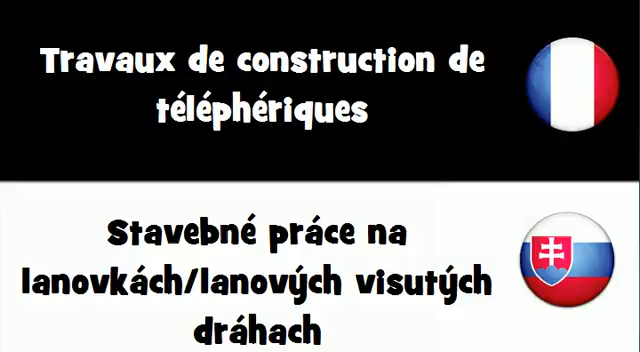 Travaux de construction de
téléphériques
Stavebné práce na
lanovkách/lanových visutých
dráhach